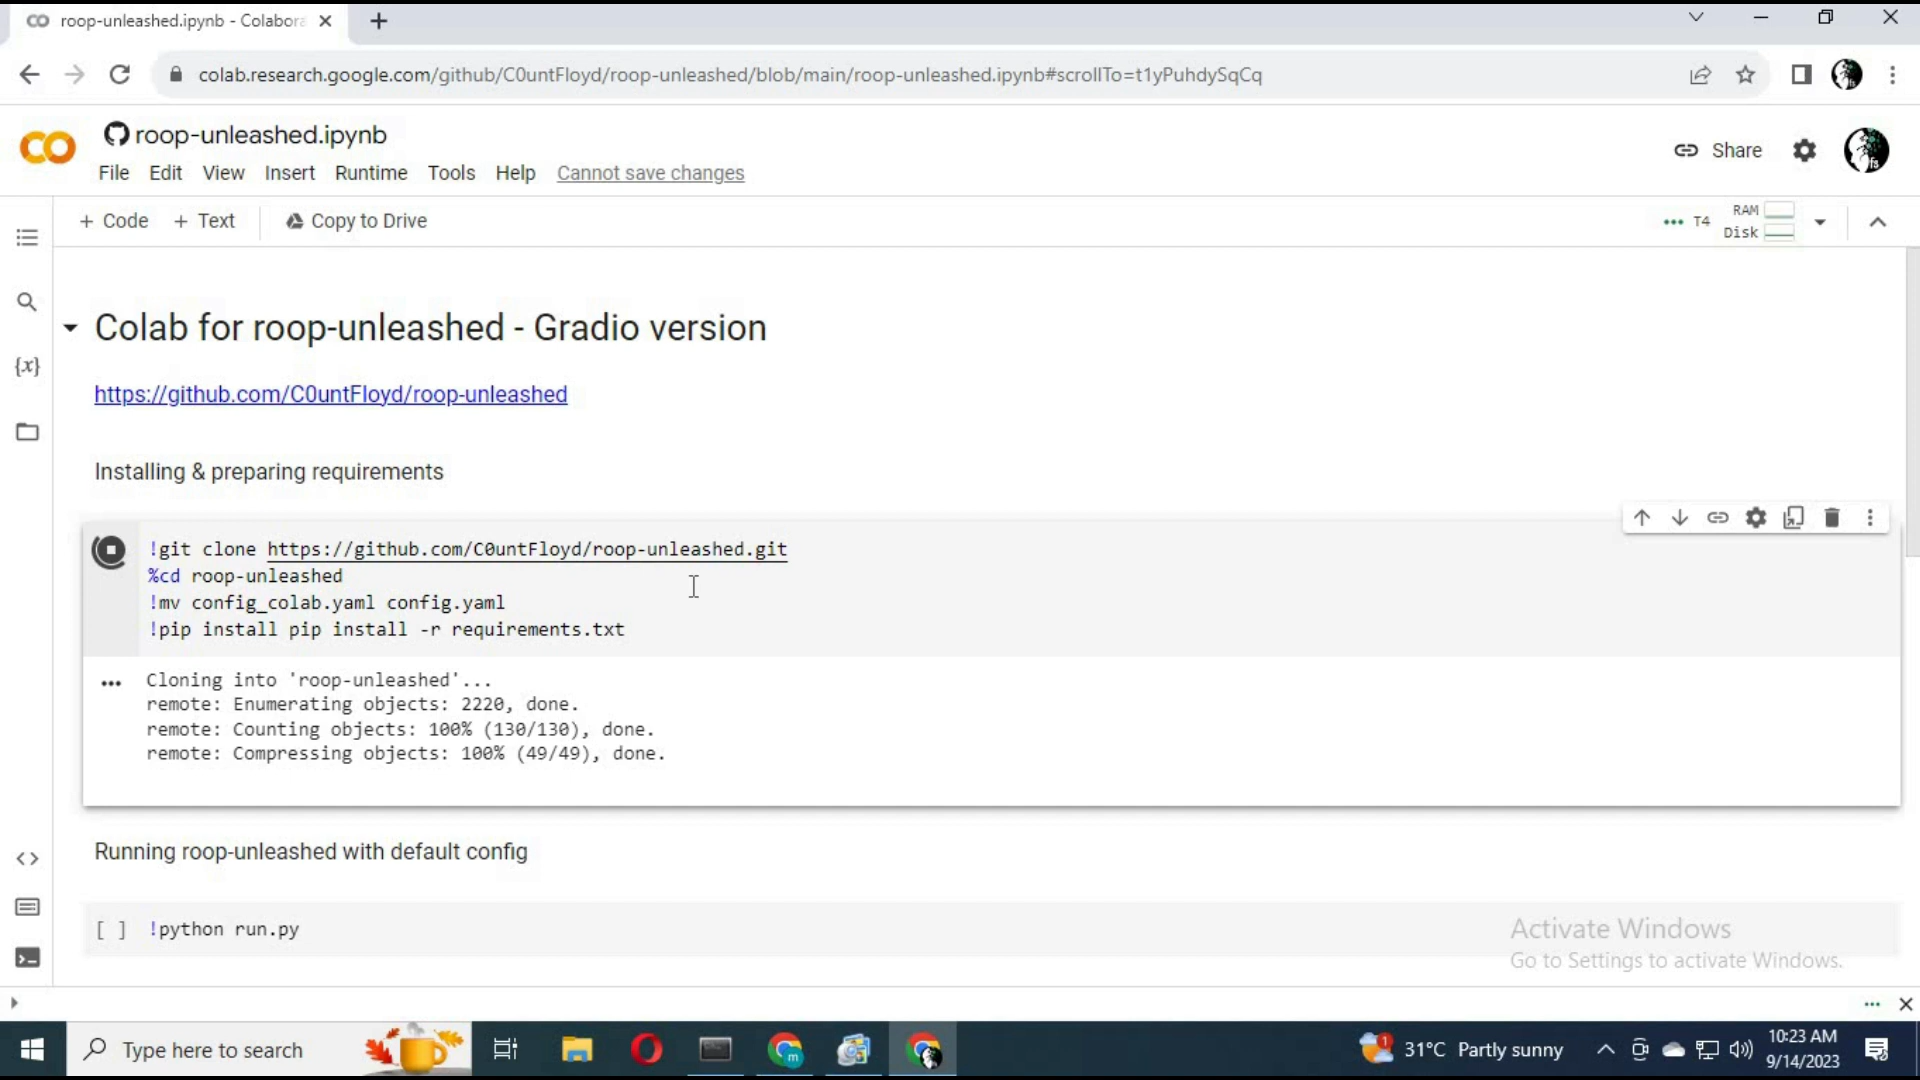 roop-unleashed.ipynb - Colabora
colab.research.google.com/github/C0untFloyd/roop-unleashed/blob/main/roop-unleashed.ipynb#scrollTo=t1yPuhdySqCq
roop-unleashed.ipynb
Share
File Edit View Insert Runtime Tools Help Cannot save changes
+ Code + Text Copy to Drive
T4 RAM
Disk
Colab for roop-unleashed - Gradio version
https://github.com/C0untFloyd/roop-unleashed
Installing & preparing requirements
!git clone https://github.com/C0untFloyd/roop-unleashed.git
%cd roop-unleashed
!mv config_colab.yaml config.yaml
!pip install pip install -r requirements.txt
Cloning into 'roop-unleashed'...
remote: Enumerating objects: 2220, done.
remote: Counting objects: 100% (130/130), done.
remote: Compressing objects: 100% (49/49), done.
Running roop-unleashed with default config
[ ] !python run.py
Activate Windows
Go to Settings to activate Windows.
Type here to search
31°C Partly sunny
10:23 AM
9/14/2023